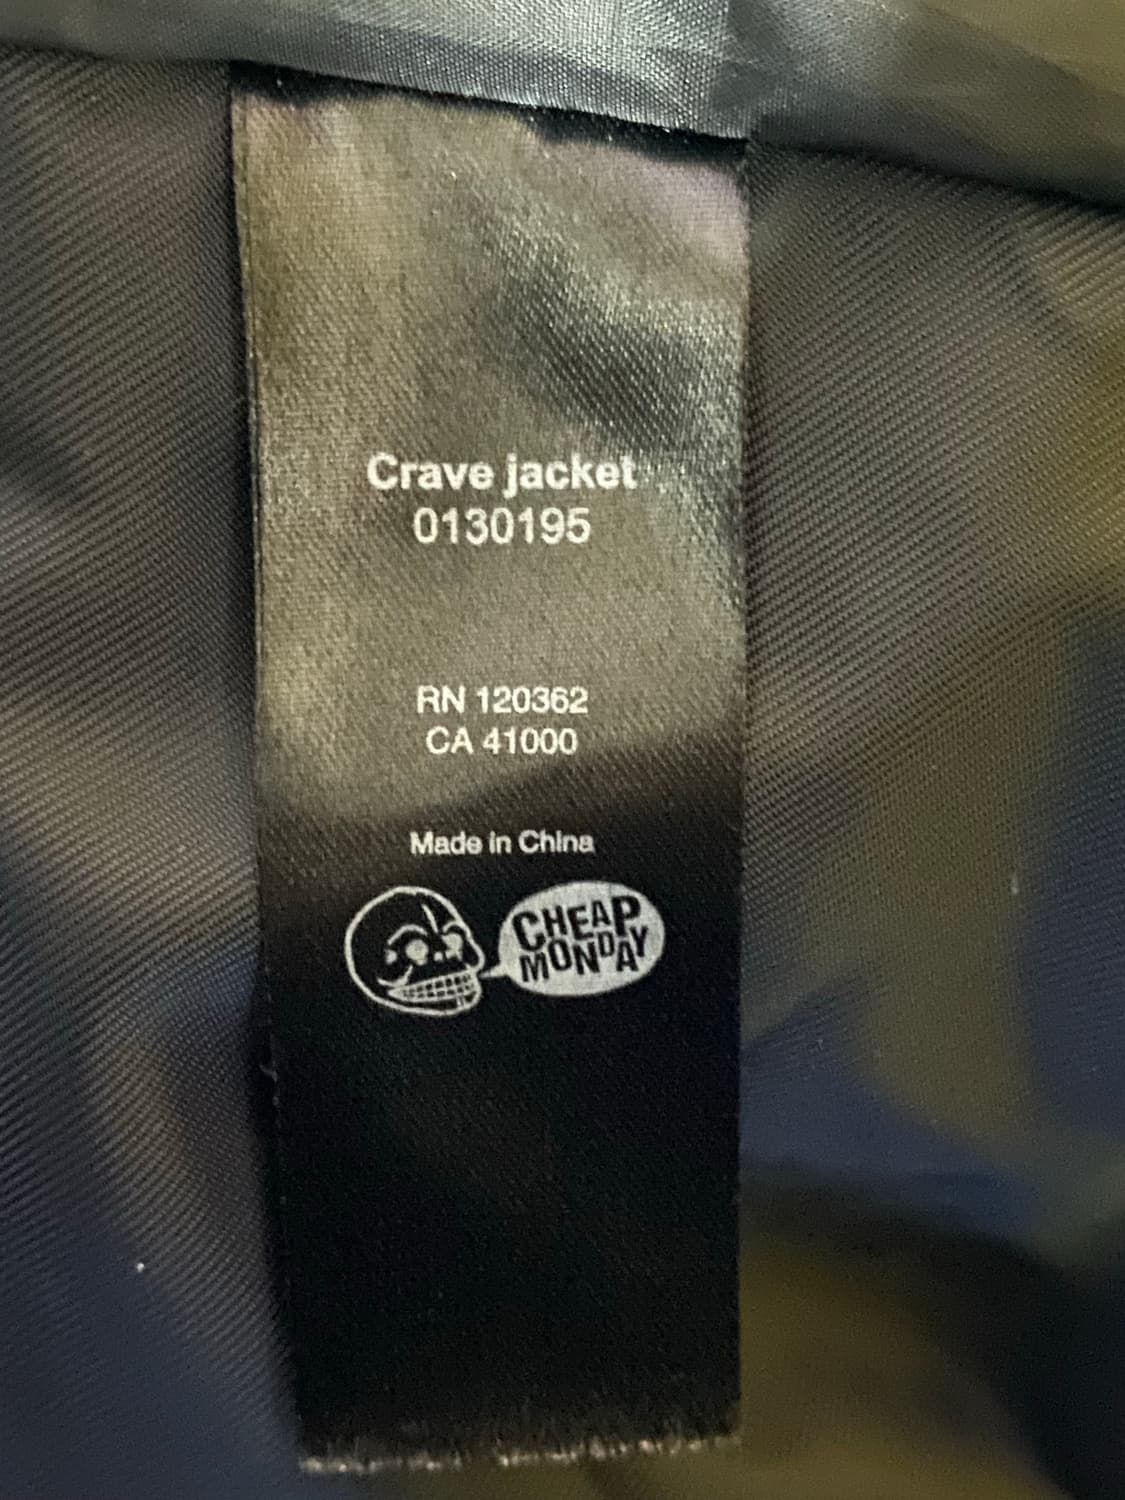 Crave jacket
0130195
RN 120362
CA 41000
Made in China
CHEAP
MONDAY